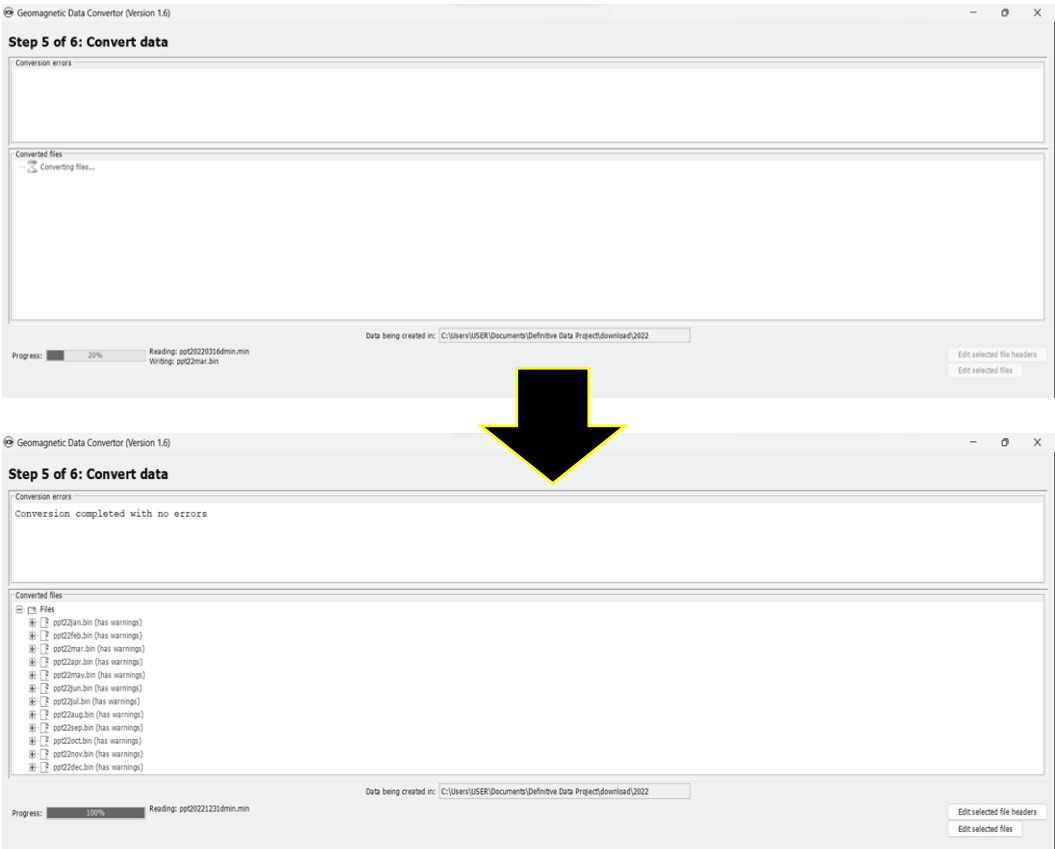 Geomagnetic Data Convertor (Version 1.6)
Step 5 of 6: Convert data
Conversion errors
Converted files
Converting files...
Data being created in: C:\Users\USER\Documents\Definitive Data Project\download\2022
Progress: 20% Reading: ppt20220316dmin.min
Writing: ppt22mar.bin
Edit selected file headers
Edit selected files
Geomagnetic Data Convertor (Version 1.6)
Step 5 of 6: Convert data
Conversion errors
Conversion completed with no errors
Converted files
Files
ppt22jan.bin (has warnings)
ppt22feb.bin (has warnings)
ppt22mar.bin (has warnings)
ppt22apr.bin (has warnings)
ppt22may.bin (has warnings)
ppt22jun.bin (has warnings)
ppt22jul.bin (has warnings)
ppt22aug.bin (has warnings)
ppt22sep.bin (has warnings)
ppt22oct.bin (has warnings)
ppt22nov.bin (has warnings)
ppt22dec.bin (has warnings)
Data being created in: C:\Users\USER\Documents\Definitive Data Project\download\2022
Progress: 100% Reading: ppt20221231dmin.min
Edit selected file headers
Edit selected files